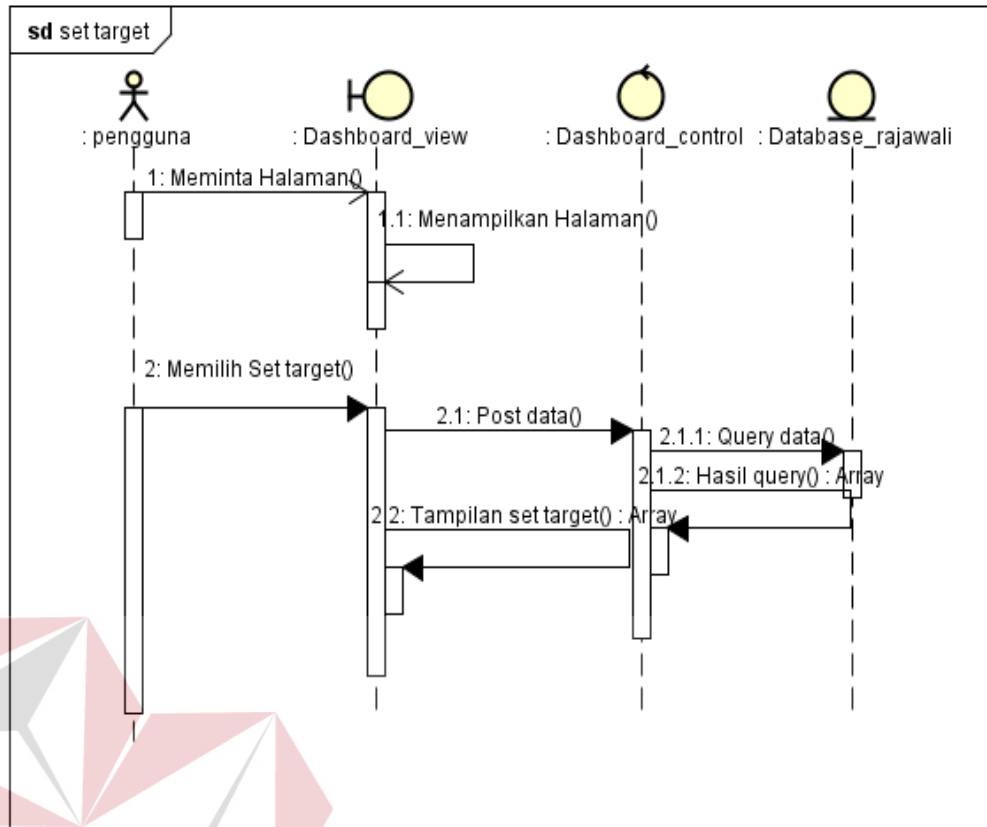 sd set target
: pengguna
: Dashboard_view
: Dashboard_control
: Database_rajawali
1: Meminta Halaman()
1.1: Menampilkan Halaman()
2: Memilih Set target()
2.1: Post data()
2.1.1: Query data()
2.1.2: Hasil query() : Array
2.2: Tampilan set target() : Array